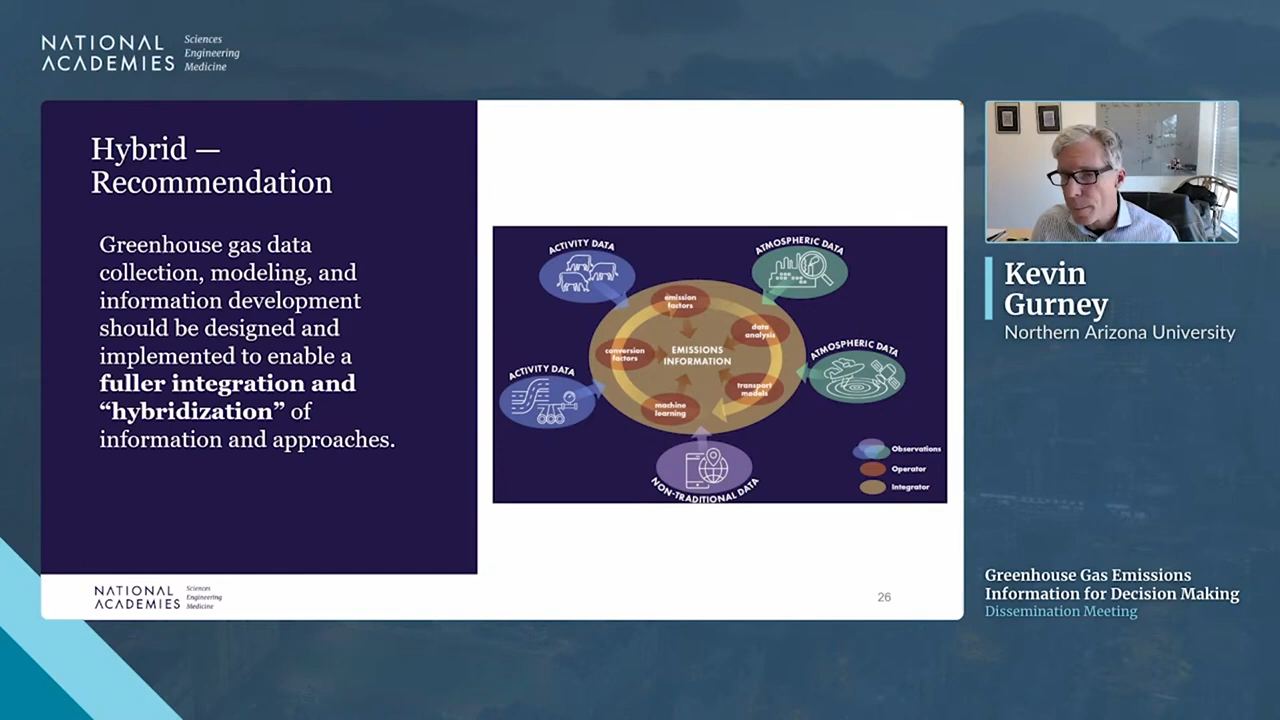 NATIONAL
ACADEMIES
Sciences
Engineering
Medicine
Hybrid —
Recommendation
Greenhouse gas data
collection, modeling, and
information development
should be designed and
implemented to enable a
fuller integration and
“hybridization” of
information and approaches.
ACTIVITY DATA
ATMOSPHERIC DATA
emission
factors
data
analysis
conversion
factors
EMISSIONS
INFORMATION
ATMOSPHERIC DATA
ACTIVITY DATA
transport
models
machine
learning
NON-TRADITIONAL DATA
Observations
Operator
Integrator
NATIONAL
ACADEMIES
Sciences
Engineering
Medicine
26
Kevin
Gurney
Northern Arizona University
Greenhouse Gas Emissions
Information for Decision Making
Dissemination Meeting